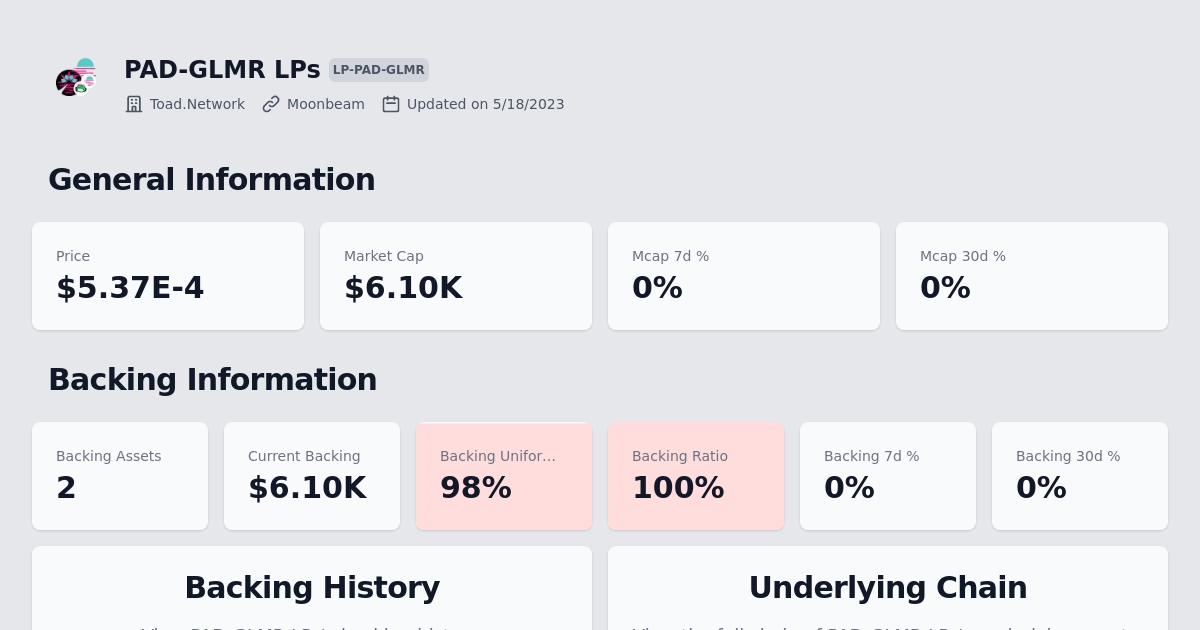 PAD-GLMR LPs LP-PAD-GLMR
Toad.Network Moonbeam Updated on 5/18/2023
General Information
Price Market Cap Mcap 7d % Mcap 30d %
$5.37E-4 $6.10K 0% 0%
Backing Information
Backing Assets Current Backing Backing Unifor... Backing Ratio Backing 7d % Backing 30d %
2 $6.10K 98% 100% 0% 0%
Backing History Underlying Chain